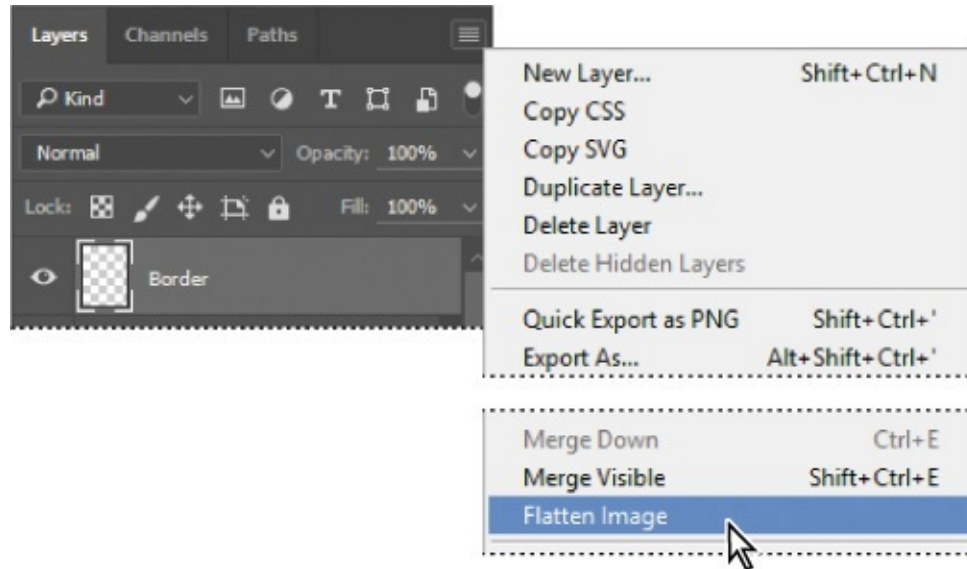 Layers Channels Paths
Kind T
Normal Opacity: 100%
Lock: Fill: 100%
Border
New Layer... Shift+Ctrl+N
Copy CSS
Copy SVG
Duplicate Layer...
Delete Layer
Delete Hidden Layers
Quick Export as PNG Shift+Ctrl+'
Export As... Alt+Shift+Ctrl+'
Merge Down Ctrl+E
Merge Visible Shift+Ctrl+E
Flatten Image